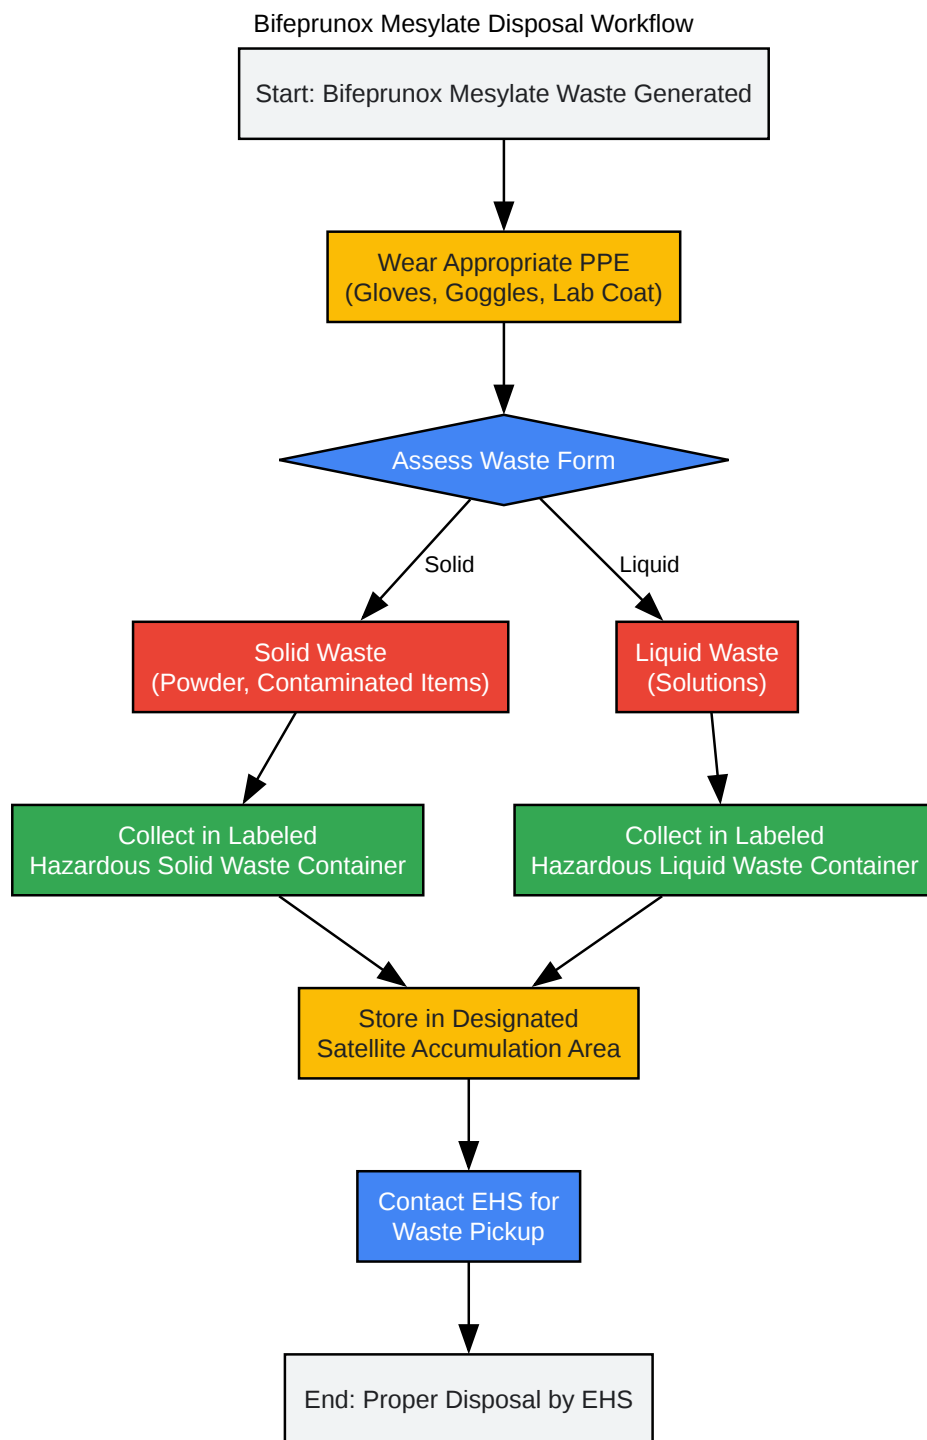 Bifeprunox Mesylate Disposal Workflow
Start: Bifeprunox Mesylate Waste Generated
Wear Appropriate PPE
(Gloves, Goggles, Lab Coat)
Assess Waste Form
Solid
Liquid
Solid Waste
(Powder, Contaminated Items)
Liquid Waste
(Solutions)
Collect in Labeled
Hazardous Solid Waste Container
Collect in Labeled
Hazardous Liquid Waste Container
Store in Designated
Satellite Accumulation Area
Contact EHS for
Waste Pickup
End: Proper Disposal by EHS